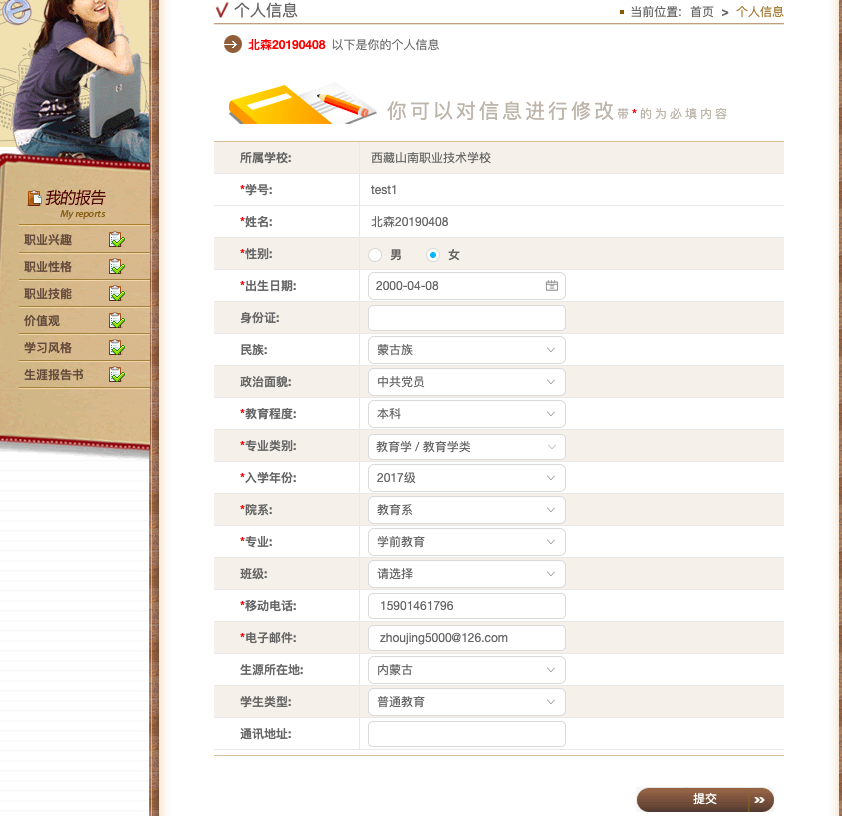 个人信息
当前位置: 首页 > 个人信息
北森20190408 以下是你的个人信息
你可以对信息进行修改带*的为必填内容
我的报告
My reports
职业兴趣
职业性格
职业技能
价值观
学习风格
生涯报告书
所属学校: 西藏山南职业技术学校
*学号: test1
*姓名: 北森20190408
*性别: 男 女
*出生日期: 2000-04-08
身份证:
民族: 蒙古族
政治面貌: 中共党员
*教育程度: 本科
*专业类别: 教育学 / 教育学类
*入学年份: 2017级
*院系: 教育系
*专业: 学前教育
班级: 请选择
*移动电话: 15901461796
*电子邮件: zhoujing5000@126.com
生源所在地: 内蒙古
学生类型: 普通教育
通讯地址:
提交 »